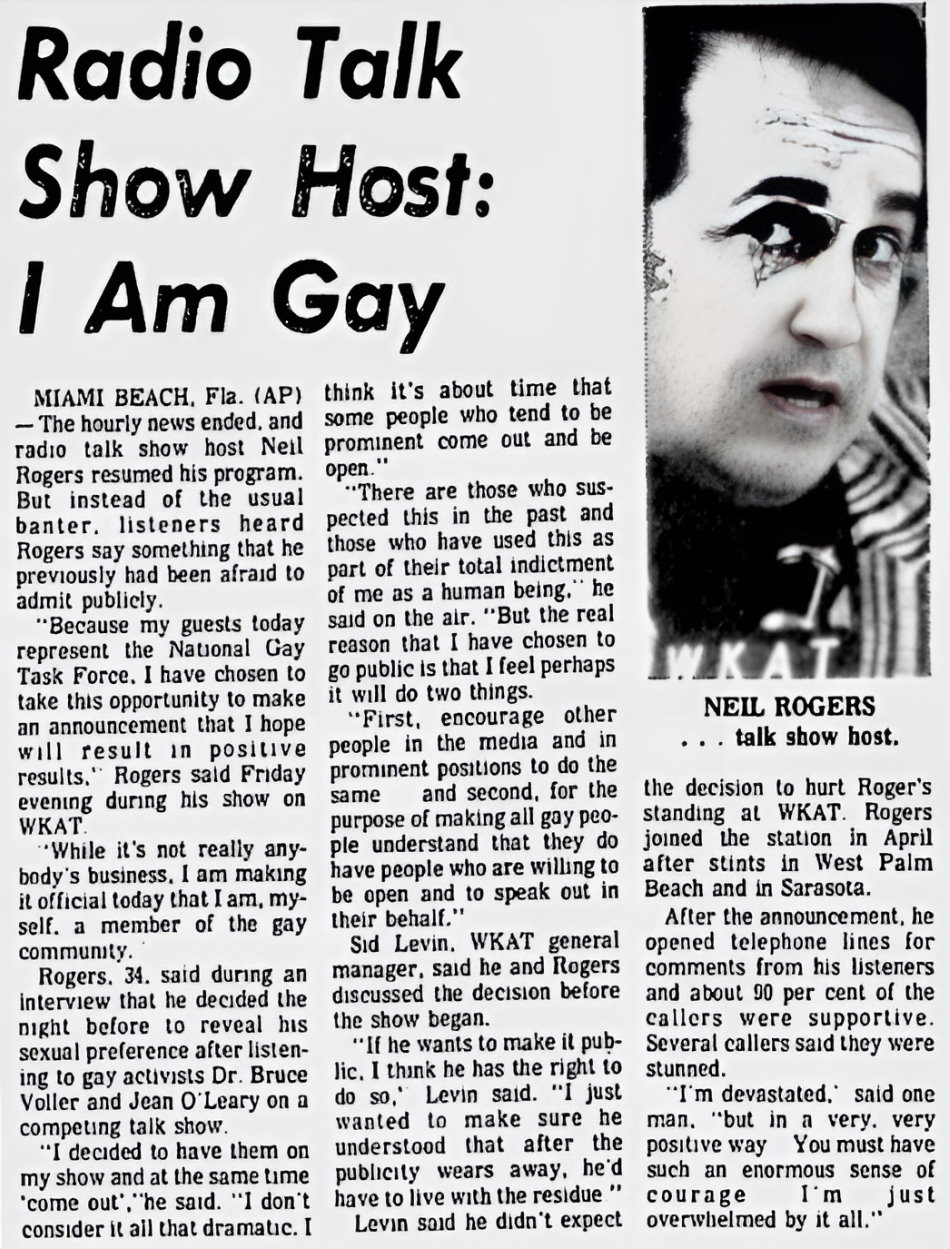 Radio Talk
Show Host:
I Am Gay
MIAMI BEACH, Fla. (AP)
— The hourly news ended, and
radio talk show host Neil
Rogers resumed his program.
But instead of the usual
banter, listeners heard
Rogers say something that he
previously had been afraid to
admit publicly.
"Because my guests today
represent the National Gay
Task Force, I have chosen to
take this opportunity to make
an announcement that I hope
will result in positive
results," Rogers said Friday
evening during his show on
WKAT.
"While it's not really any-
body's business, I am making
it official today that I am, my-
self, a member of the gay
community.
Rogers, 34, said during an
interview that he decided the
night before to reveal his
sexual preference after listen-
ing to gay activists Dr. Bruce
Voller and Jean O'Leary on a
competing talk show.
"I decided to have them on
my show and at the same time
'come out'," he said. "I don't
consider it all that dramatic. I
think it's about time that
some people who tend to be
prominent come out and be
open."
"There are those who sus-
pected this in the past and
those who have used this as
part of their total indictment
of me as a human being," he
said on the air. "But the real
reason that I have chosen to
go public is that I feel perhaps
it will do two things.
"First, encourage other
people in the media and in
prominent positions to do the
same and second, for the
purpose of making all gay peo-
ple understand that they do
have people who are willing to
be open and to speak out in
their behalf."
Sid Levin, WKAT general
manager, said he and Rogers
discussed the decision before
the show began.
"If he wants to make it pub-
lic, I think he has the right to
do so,' Levin said. "I just
wanted to make sure he
understood that after the
publicity wears away, he'd
have to live with the residue "
Levin said he didn't expect
WKAT
NEIL ROGERS
. . . talk show host.
the decision to hurt Roger's
standing at WKAT. Rogers
joined the station in April
after stints in West Palm
Beach and in Sarasota.
After the announcement, he
opened telephone lines for
comments from his listeners
and about 90 per cent of the
callers were supportive.
Several callers said they were
stunned.
"I'm devastated,' said one
man, "but in a very, very
positive way You must have
such an enormous sense of
courage I'm just
overwhelmed by it all."